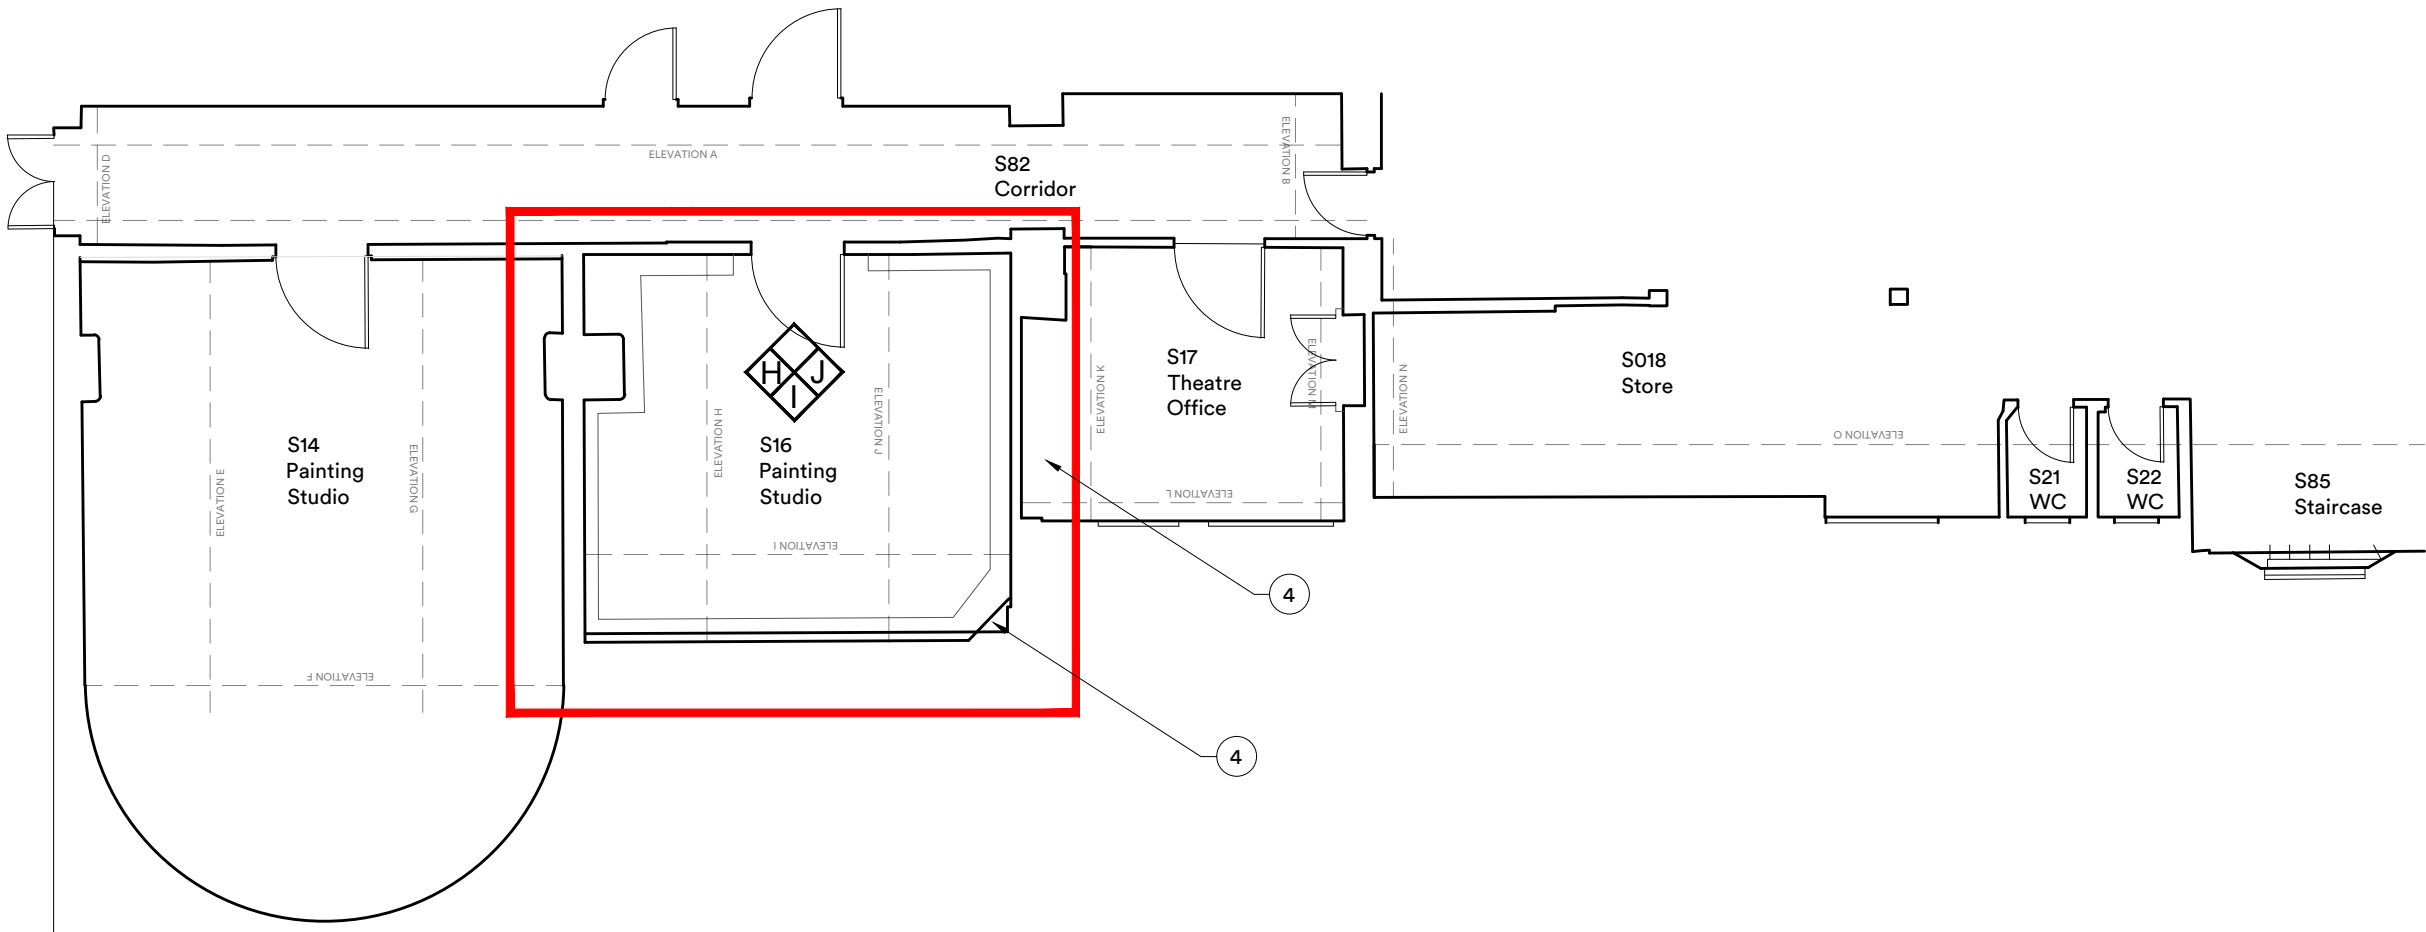 ELEVATION A
ELEVATION B
ELEVATION D
S82
Corridor
S14
Painting
Studio
ELEVATION E
ELEVATION G
ELEVATION F
H
J
I
S16
Painting
Studio
ELEVATION H
ELEVATION J
ELEVATION I
S17
Theatre
Office
ELEVATION K
ELEVATION M
ELEVATION L
ELEVATION N
S018
Store
ELEVATION O
S21
WC
S22
WC
S85
Staircase
4
4